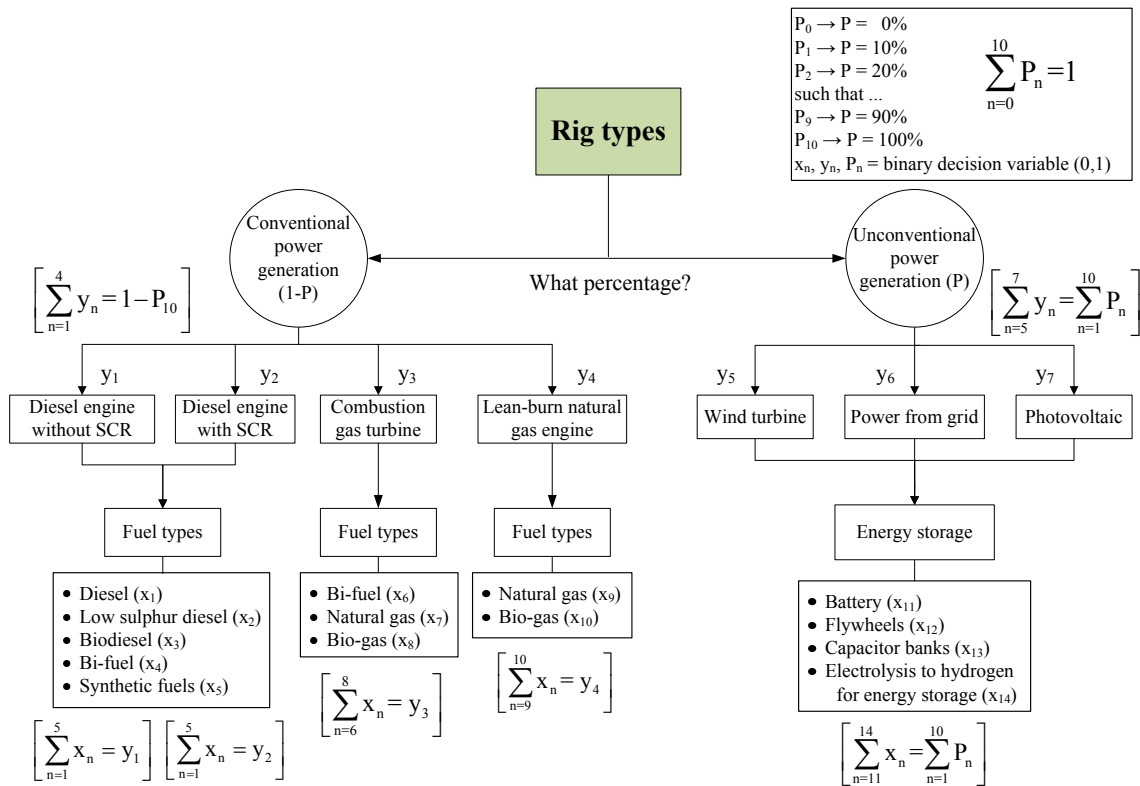 P₀ → P = 0%
P₁ → P = 10%
P₂ → P = 20%
such that ...
P₉ → P = 90%
P₁₀ → P = 100%
xₙ, yₙ, Pₙ = binary decision variable (0,1)
10
∑ Pₙ = 1
n=0
Rig types
Conventional
power
generation
(1-P)
What percentage?
Unconventional
power
generation (P)
[∑ yₙ = 1 – P₁₀]
4
n=1
[∑ yₙ = ∑ Pₙ]
7 10
n=5 n=1
y₁
y₂
y₃
y₄
y₅
y₆
y₇
Diesel engine
without SCR
Diesel engine
with SCR
Combustion
gas turbine
Lean-burn natural
gas engine
Wind turbine
Power from grid
Photovoltaic
Fuel types
Fuel types
Fuel types
Energy storage
• Diesel (x₁)
• Low sulphur diesel (x₂)
• Biodiesel (x₃)
• Bi-fuel (x₄)
• Synthetic fuels (x₅)
• Bi-fuel (x₆)
• Natural gas (x₇)
• Bio-gas (x₈)
• Natural gas (x₉)
• Bio-gas (x₁₀)
• Battery (x₁₁)
• Flywheels (x₁₂)
• Capacitor banks (x₁₃)
• Electrolysis to hydrogen
for energy storage (x₁₄)
5
[∑ xₙ = y₁]
n=1
5
[∑ xₙ = y₂]
n=1
8
[∑ xₙ = y₃]
n=6
10
[∑ xₙ = y₄]
n=9
14 10
[∑ xₙ = ∑ Pₙ]
n=11 n=1